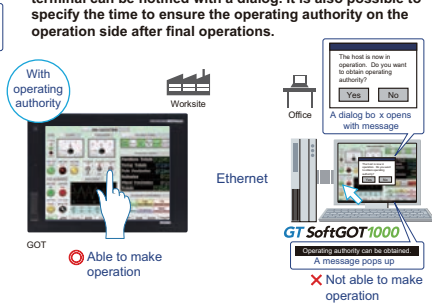 terminal can be notified with a dialog. It is also possible to
specify the time to ensure the operating authority on the
operation side after final operations.
With
operating
authority
Worksite
GOT
Able to make
operation
Ethernet
The host is now in
operation. Do you want
to obtain operating
authority?
Yes No
Office
A dialog bo x opens
with message
GT SoftGOT1000
Operating authority can be obtained.
A message pops up
Not able to make
operation